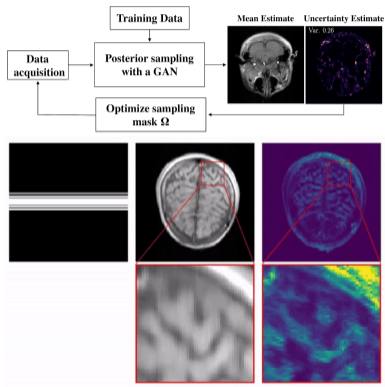 Training Data
Mean Estimate
Uncertainty Estimate
Var. 0.26
Data
acquisition
Posterior sampling
with a GAN
Optimize sampling
mask Ω